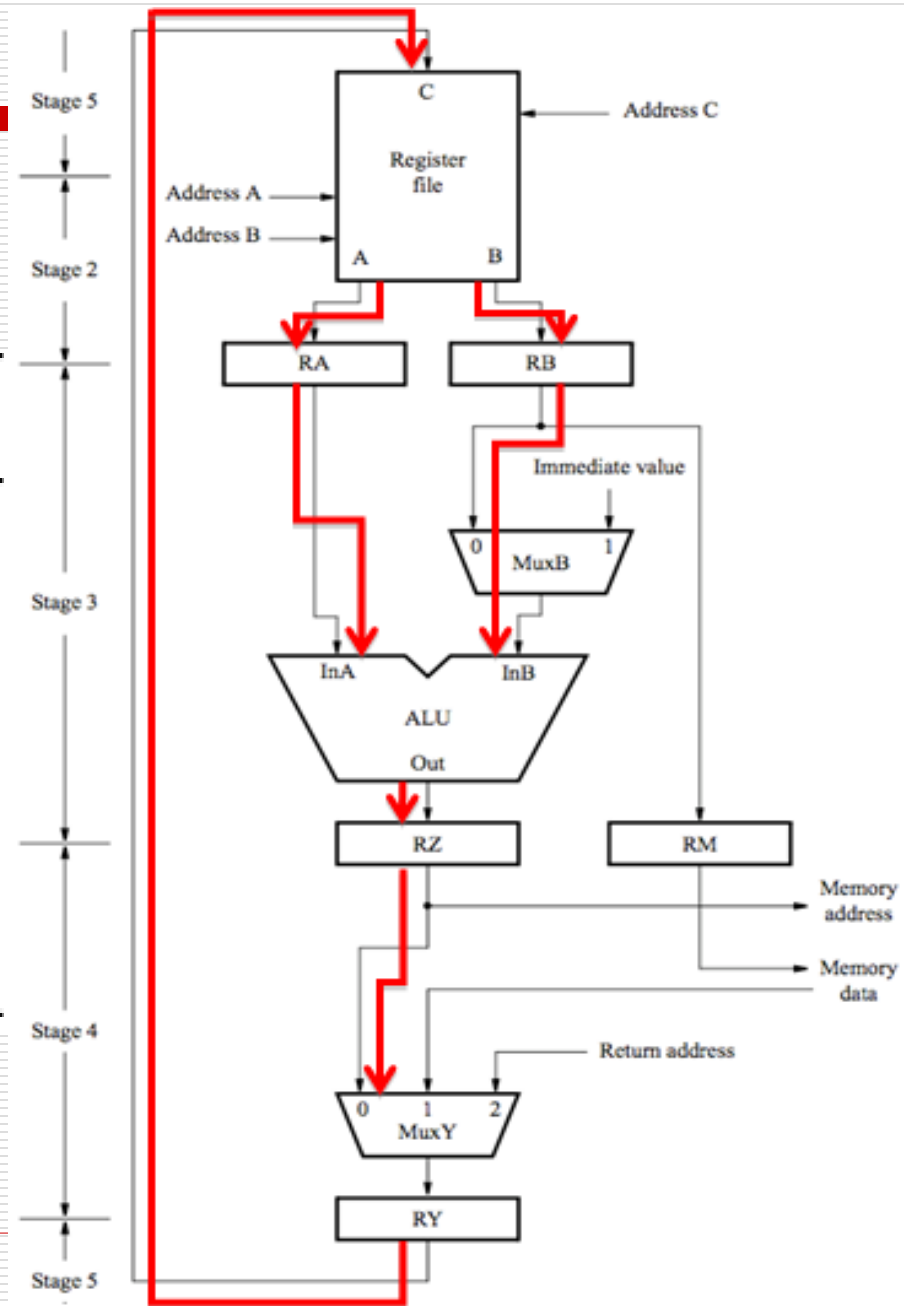 C
Stage 5
Address C
Register
file
Address A
Address B
A
B
Stage 2
RA
RB
Immediate value
0
1
MuxB
Stage 3
InA
InB
ALU
Out
RZ
RM
Memory
address
Memory
data
Stage 4
Return address
0
1
2
MuxY
RY
Stage 5